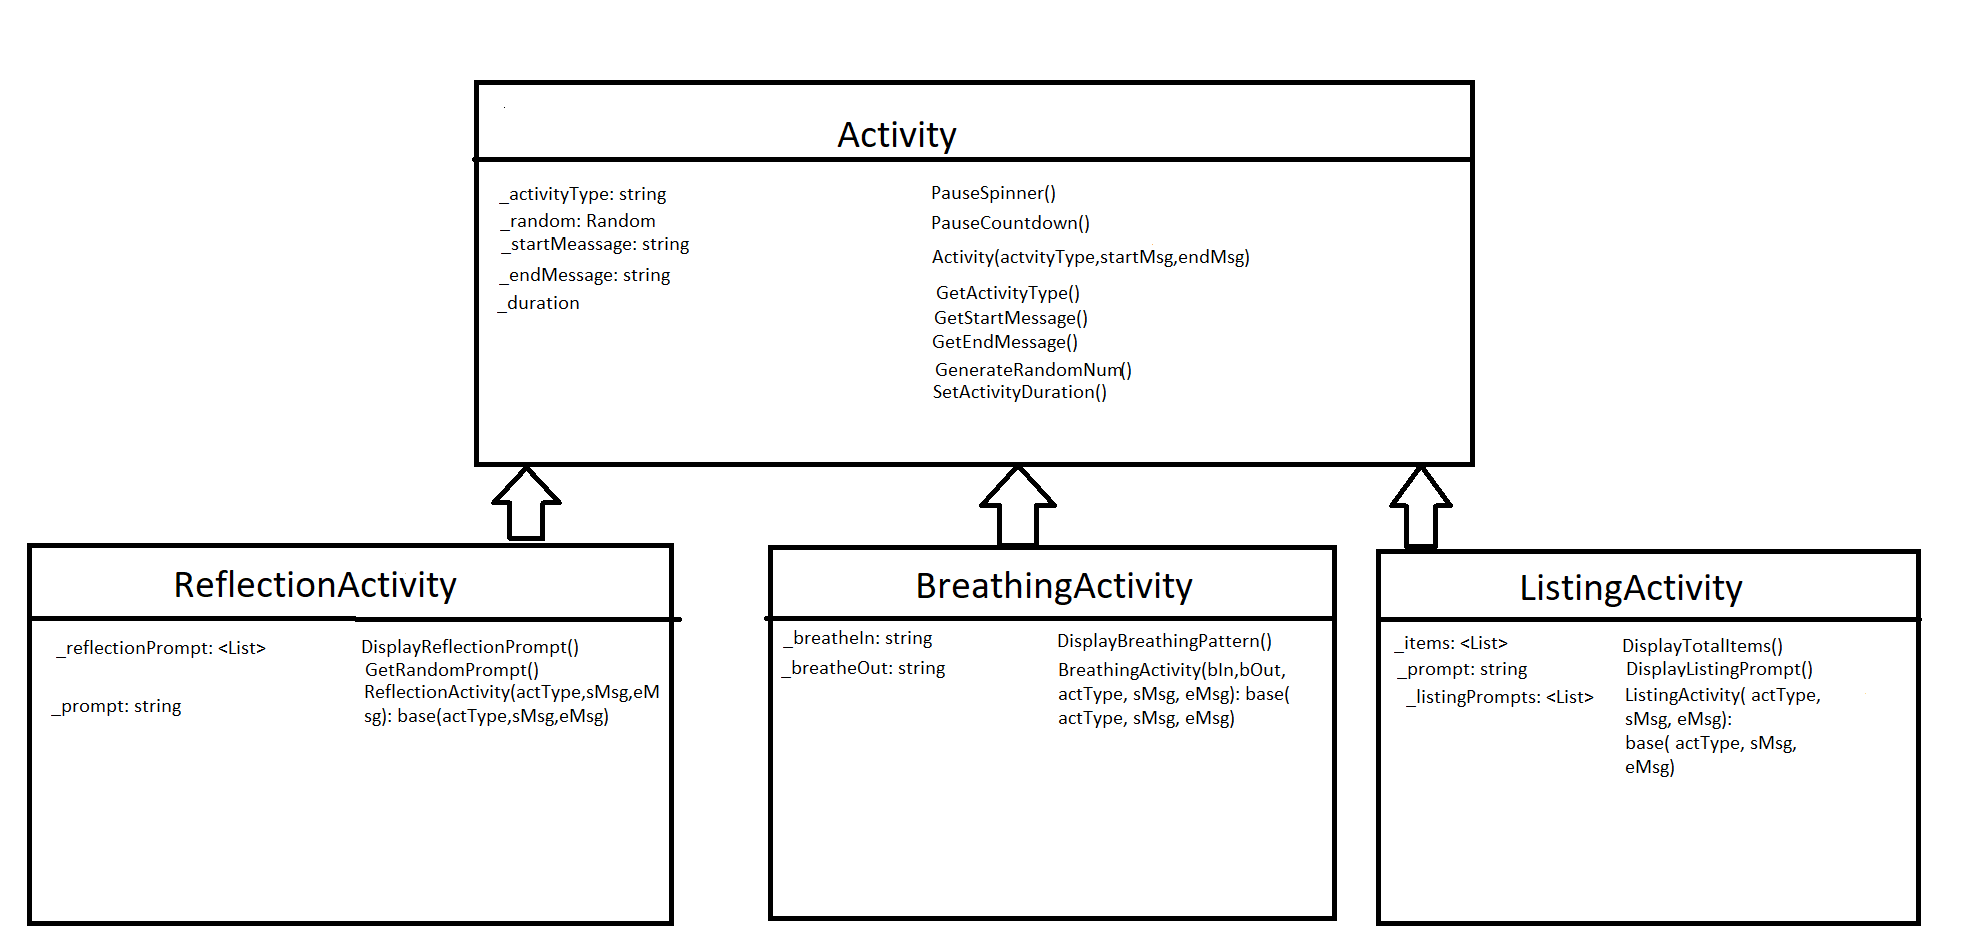 Activity
_activityType: string
_random: Random
_startMeassage: string
_endMessage: string
_duration
PauseSpinner()
PauseCountdown()
Activity(actvityType,startMsg,endMsg)
GetActivityType()
GetStartMessage()
GetEndMessage()
GenerateRandomNum()
SetActivityDuration()
ReflectionActivity
_reflectionPrompt: <List>
_prompt: string
DisplayReflectionPrompt()
GetRandomPrompt()
ReflectionActivity(actType,sMsg,eM
sg): base(actType,sMsg,eMsg)
BreathingActivity
_breatheIn: string
_breatheOut: string
DisplayBreathingPattern()
BreathingActivity(bIn,bOut,
actType, sMsg, eMsg): base(
actType, sMsg, eMsg)
ListingActivity
_items: <List>
_prompt: string
_listingPrompts: <List>
DisplayTotalItems()
DisplayListingPrompt()
ListingActivity( actType,
sMsg, eMsg):
base( actType, sMsg,
eMsg)